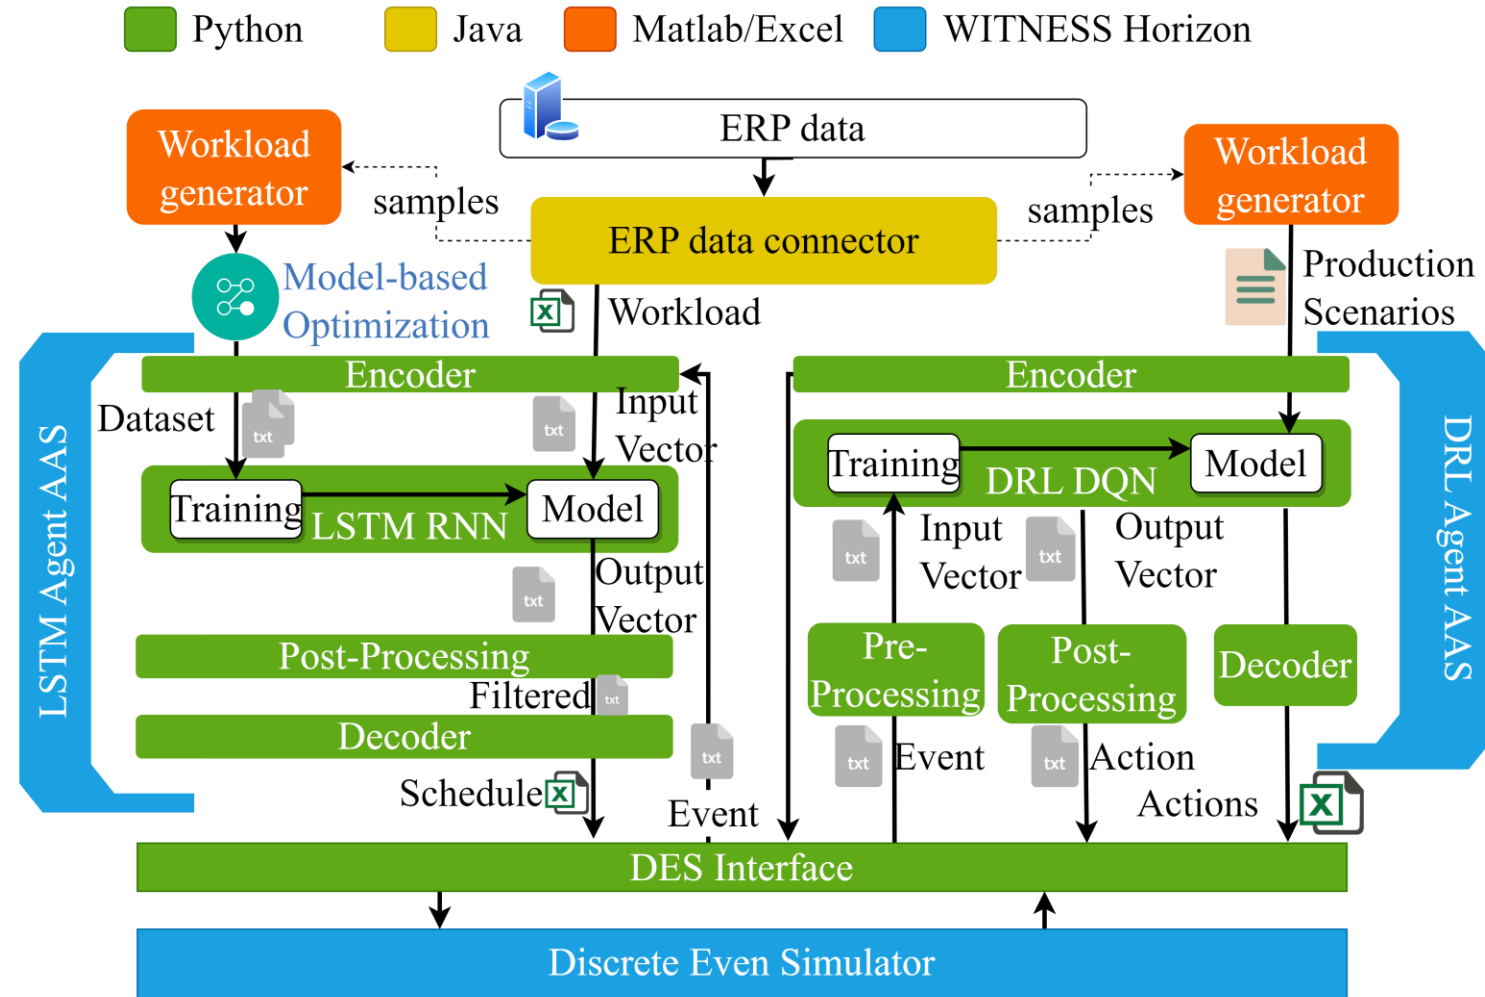 Python
Java
Matlab/Excel
WITNESS Horizon
ERP data
Workload
generator
samples
ERP data connector
samples
Workload
generator
Model-based
Optimization
Workload
Production
Scenarios
Encoder
Encoder
Dataset
txt
txt
Input
Vector
Training
LSTM RNN
Model
Training
DRL DQN
Model
LSTM Agent AAS
DRL Agent AAS
txt
Output
Vector
txt
Input
Vector
txt
Output
Vector
Post-Processing
Filtered
txt
Decoder
Schedule
X
txt
Event
Pre-
Processing
Post-
Processing
Decoder
txt
Event
txt
Action
Actions
X
X
DES Interface
Discrete Even Simulator